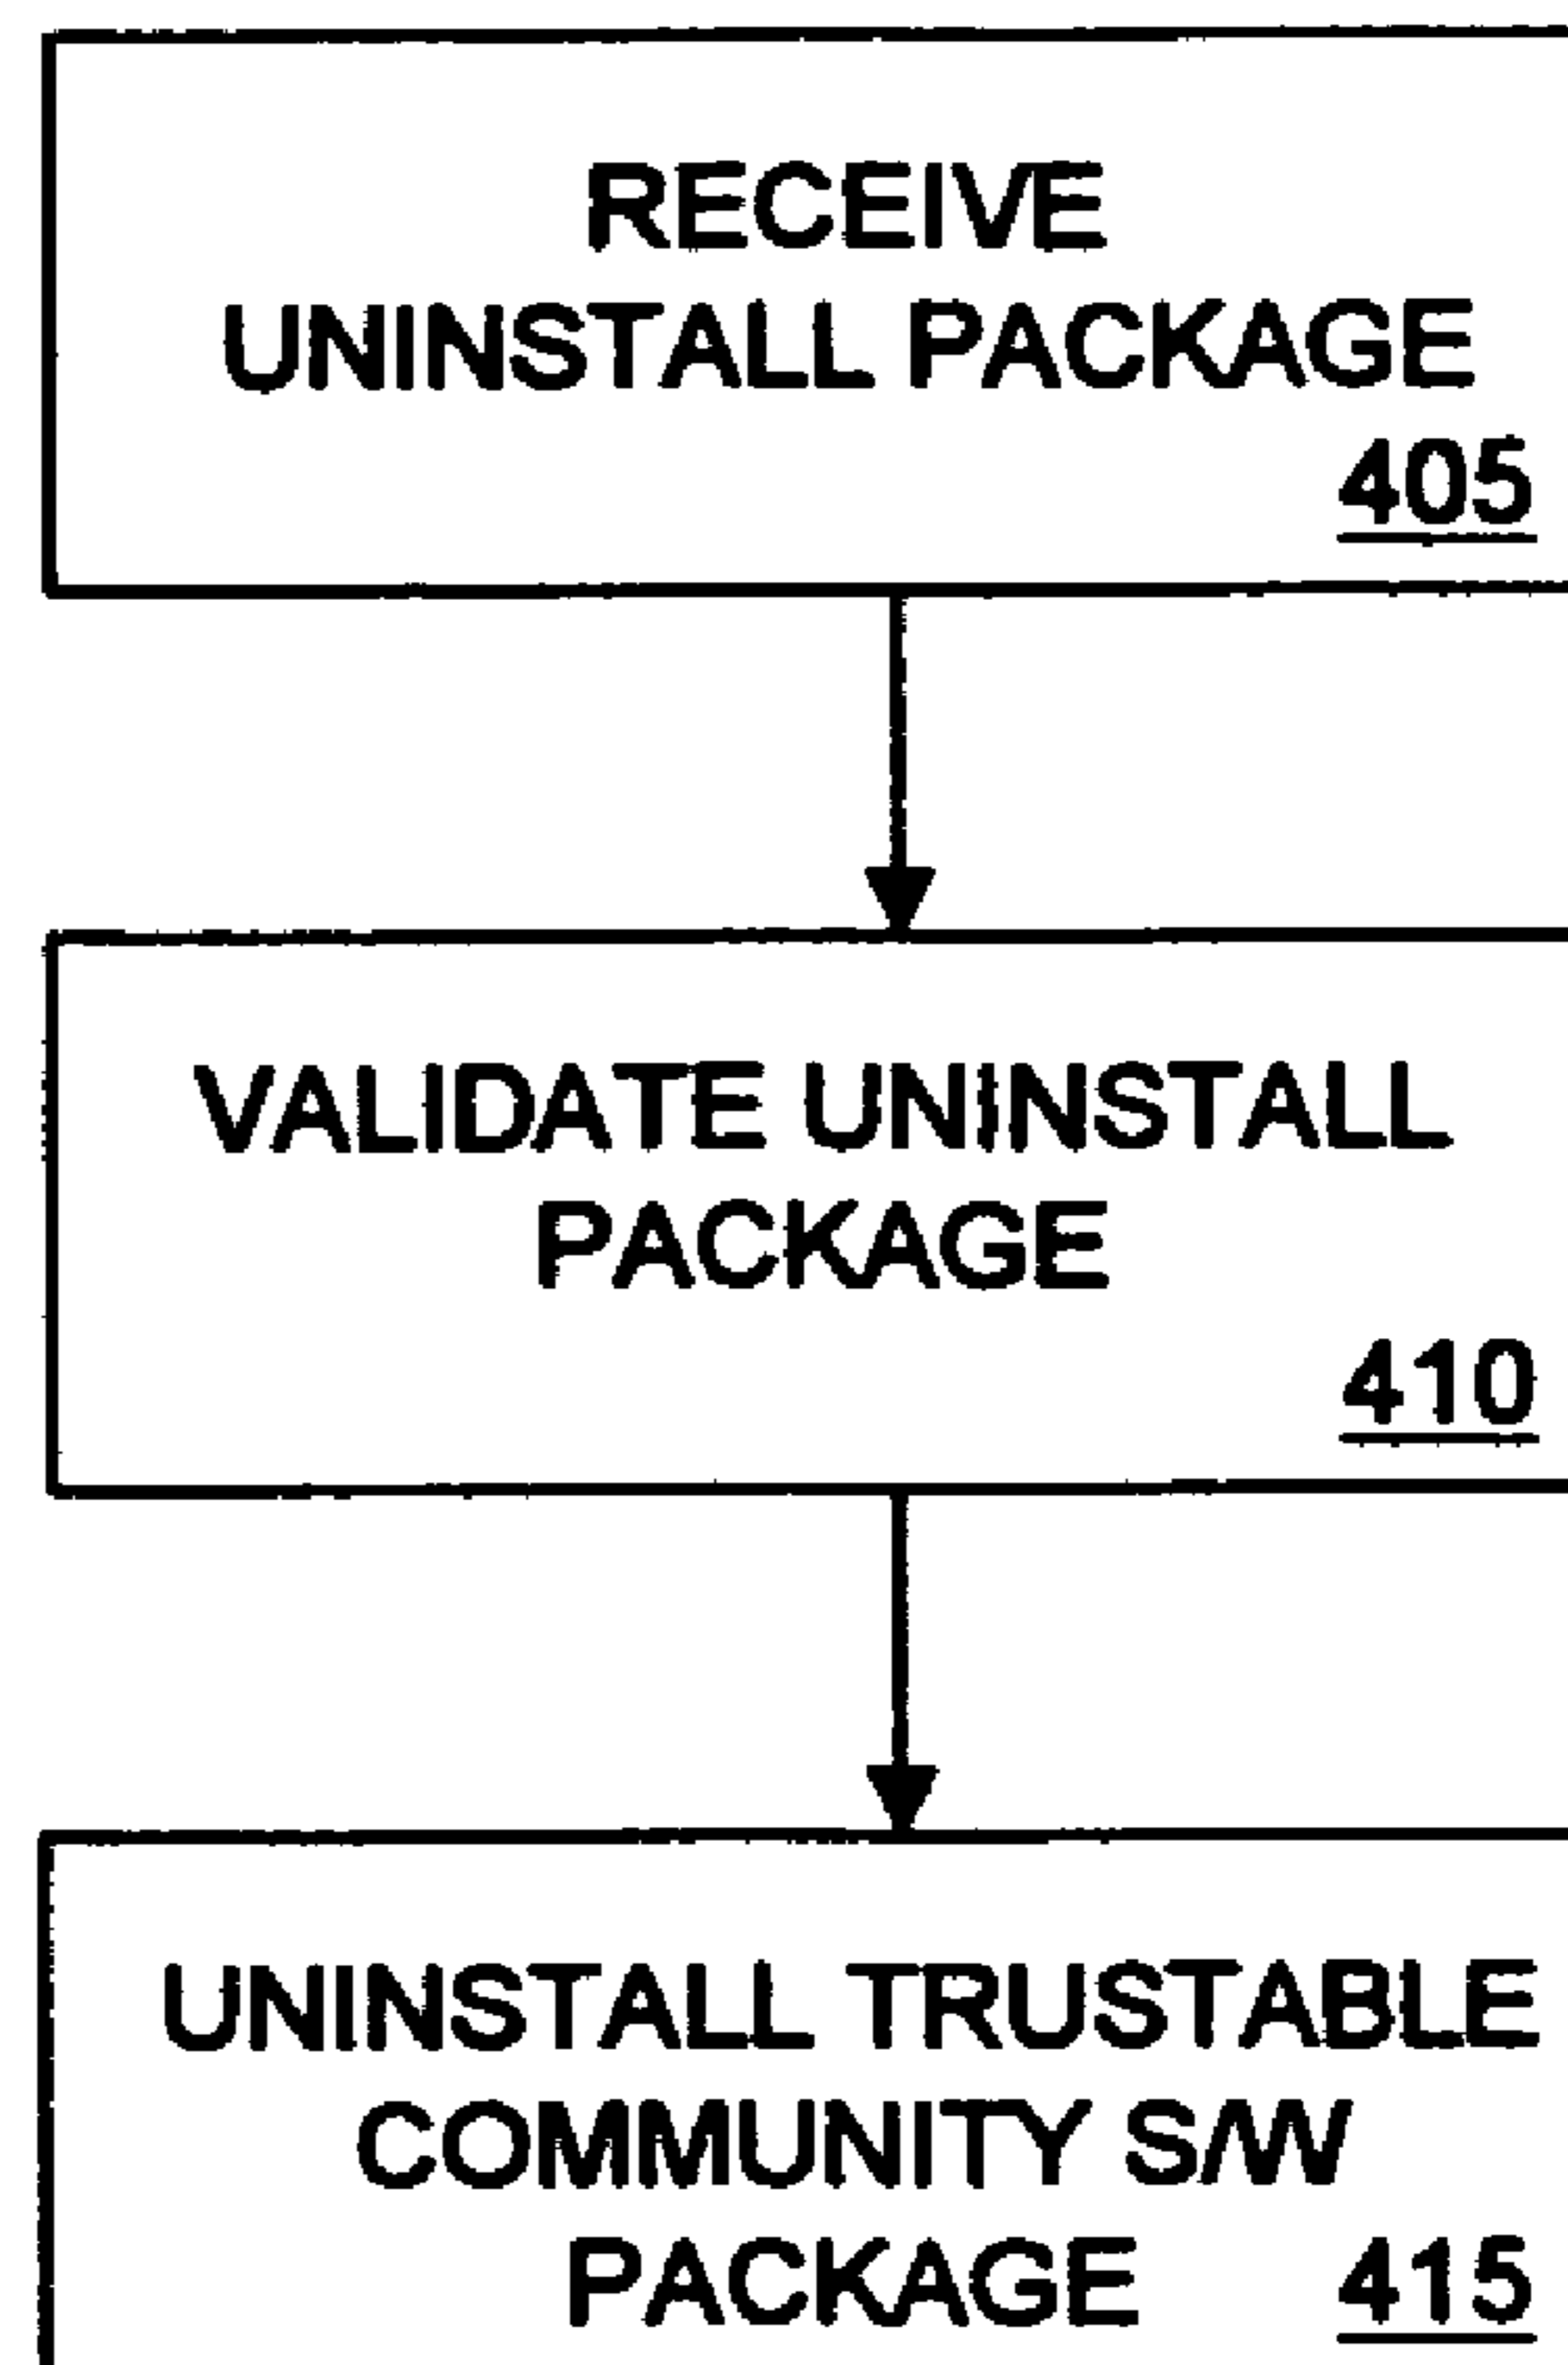 RECEIVE
UNINSTALL PACKAGE
405
VALIDATE UNINSTALL
PACKAGE
410
UNINSTALL TRUSTABLE
COMMUNITY S/W
PACKAGE 415